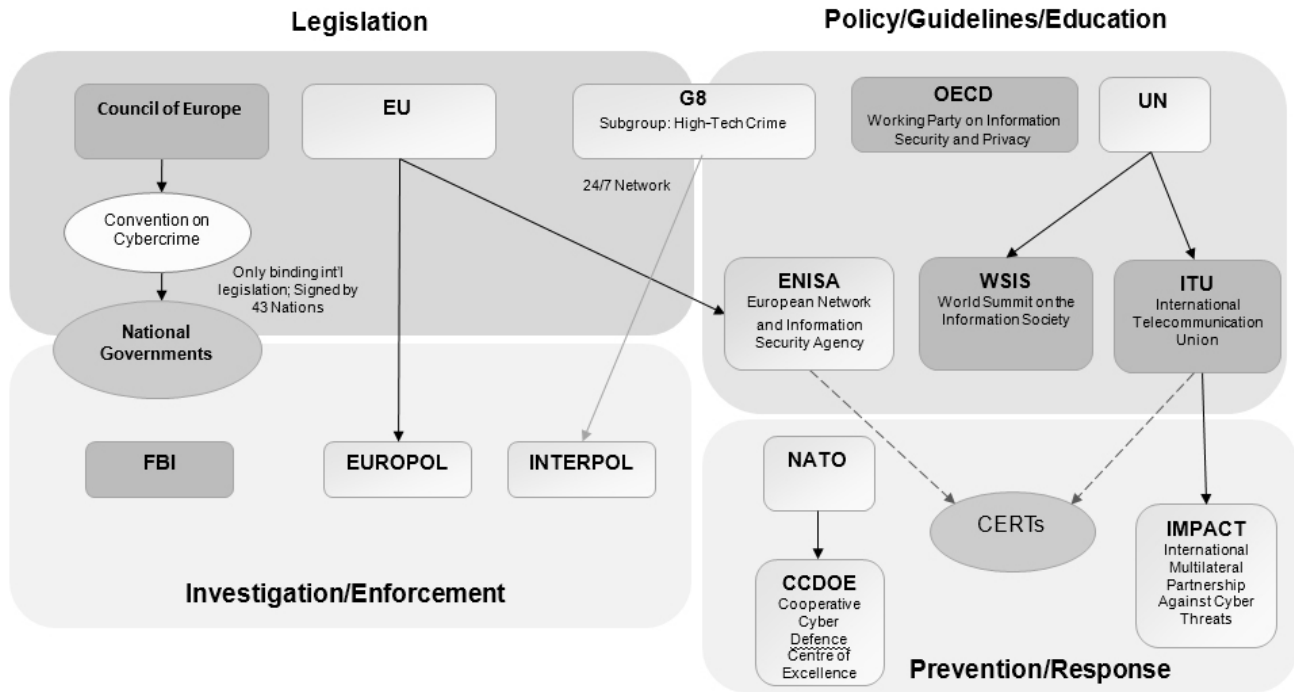 Legislation
Policy/Guidelines/Education
Council of Europe
EU
G8
Subgroup: High-Tech Crime
OECD
Working Party on Information
Security and Privacy
UN
24/7 Network
Convention on
Cybercrime
Only binding int'l
legislation; Signed by
43 Nations
National
Governments
ENISA
European Network
and Information
Security Agency
WSIS
World Summit on the
Information Society
ITU
International
Telecommunication
Union
FBI
EUROPOL
INTERPOL
NATO
CERTs
IMPACT
International
Multilateral
Partnership
Against Cyber
Threats
CCDOE
Cooperative
Cyber
Defence
Centre of
Excellence
Investigation/Enforcement
Prevention/Response